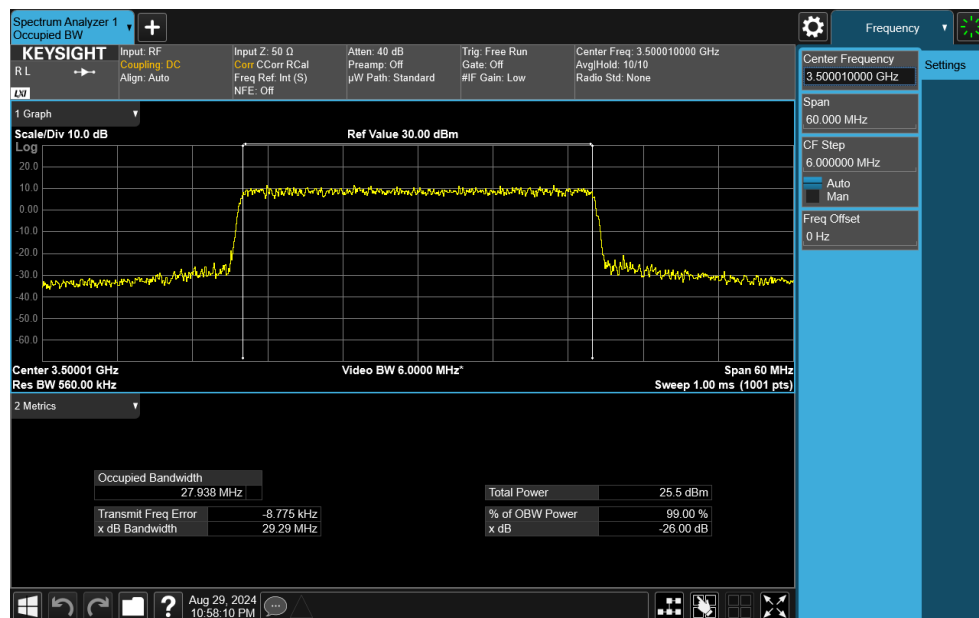 Spectrum Analyzer 1
Occupied BW
Frequency
KEYSIGHT
R L
LXI
Input: RF
Coupling: DC
Align: Auto
Input Z: 50 Ω
Corr CCorr RCal
Freq Ref: Int (S)
NFE: Off
Atten: 40 dB
Preamp: Off
µW Path: Standard
Trig: Free Run
Gate: Off
#IF Gain: Low
Center Freq: 3.500010000 GHz
Avg|Hold: 10/10
Radio Std: None
Center Frequency
3.500010000 GHz
Settings
Span
60.000 MHz
CF Step
6.000000 MHz
Auto
Man
Freq Offset
0 Hz
1 Graph
Scale/Div 10.0 dB
Ref Value 30.00 dBm
Log
20.0
10.0
0.00
-10.0
-20.0
-30.0
-40.0
-50.0
-60.0
Center 3.50001 GHz
Video BW 6.0000 MHz*
Span 60 MHz
Res BW 560.00 kHz
Sweep 1.00 ms (1001 pts)
2 Metrics
Occupied Bandwidth
27.938 MHz
Total Power 25.5 dBm
Transmit Freq Error -8.775 kHz
% of OBW Power 99.00 %
x dB Bandwidth 29.29 MHz
x dB -26.00 dB
?
Aug 29, 2024
10:58:10 PM